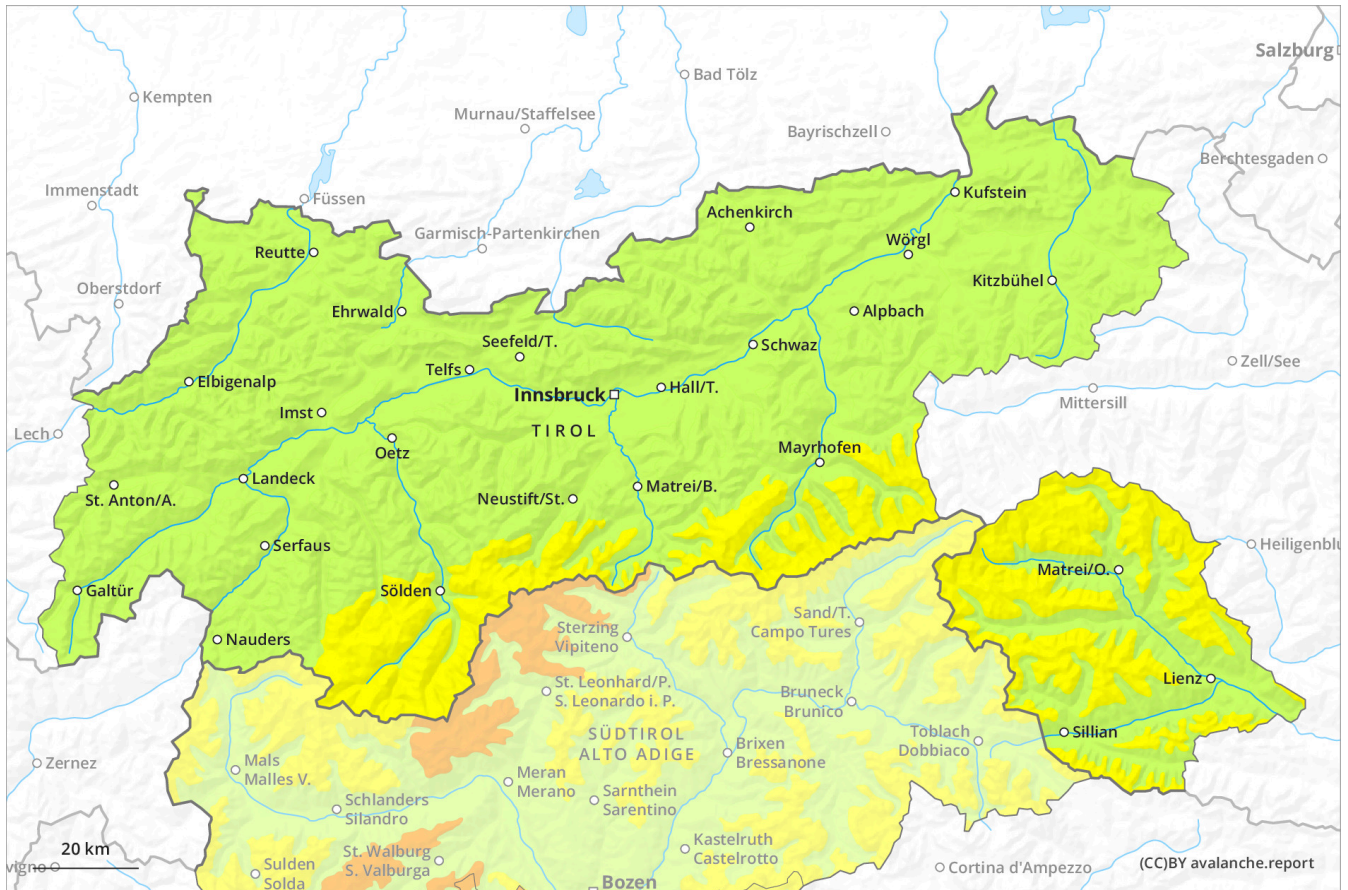 Salzburg
Bad Tölz
Kempten
Murnau/Staffelsee
Bayrischzell
Berchtesgaden
Immenstadt
Füssen
Kufstein
Achenkirch
Garmisch-Partenkirchen
Wörgl
Reutte
Kitzbühel
Oberstdorf
Ehrwald
Alpbach
Seefeld/T.
Schwaz
Zell/See
Telfs
Elbigenalp
Innsbruck
Hall/T.
Mittersill
Imst
TIROL
Lech
Oetz
Mayrhofen
Landeck
Matrei/B.
St. Anton/A.
Neustift/St.
Serfaus
Heiligenblu
Matrei/O.
Galtür
Sölden
Sand/T.
Campo Tures
Sterzing
Vipiteno
Nauders
Lienz
St. Leonhard/P.
S. Leonardo i. P.
Bruneck
Brunico
SÜDTIROL
ALTO ADIGE
Toblach
Dobbiaco
Sillian
Brixen
Bressanone
Mals
Malles V.
Zernez
Meran
Merano
Sarnthein
Sarentino
Schlanders
Silandro
Kastelruth
Castelrotto
20 km
St. Walburg
S. Valburga
(CC)BY avalanche.report
vigno
Cortina d'Ampezzo
Sulden
Solda
Bozen